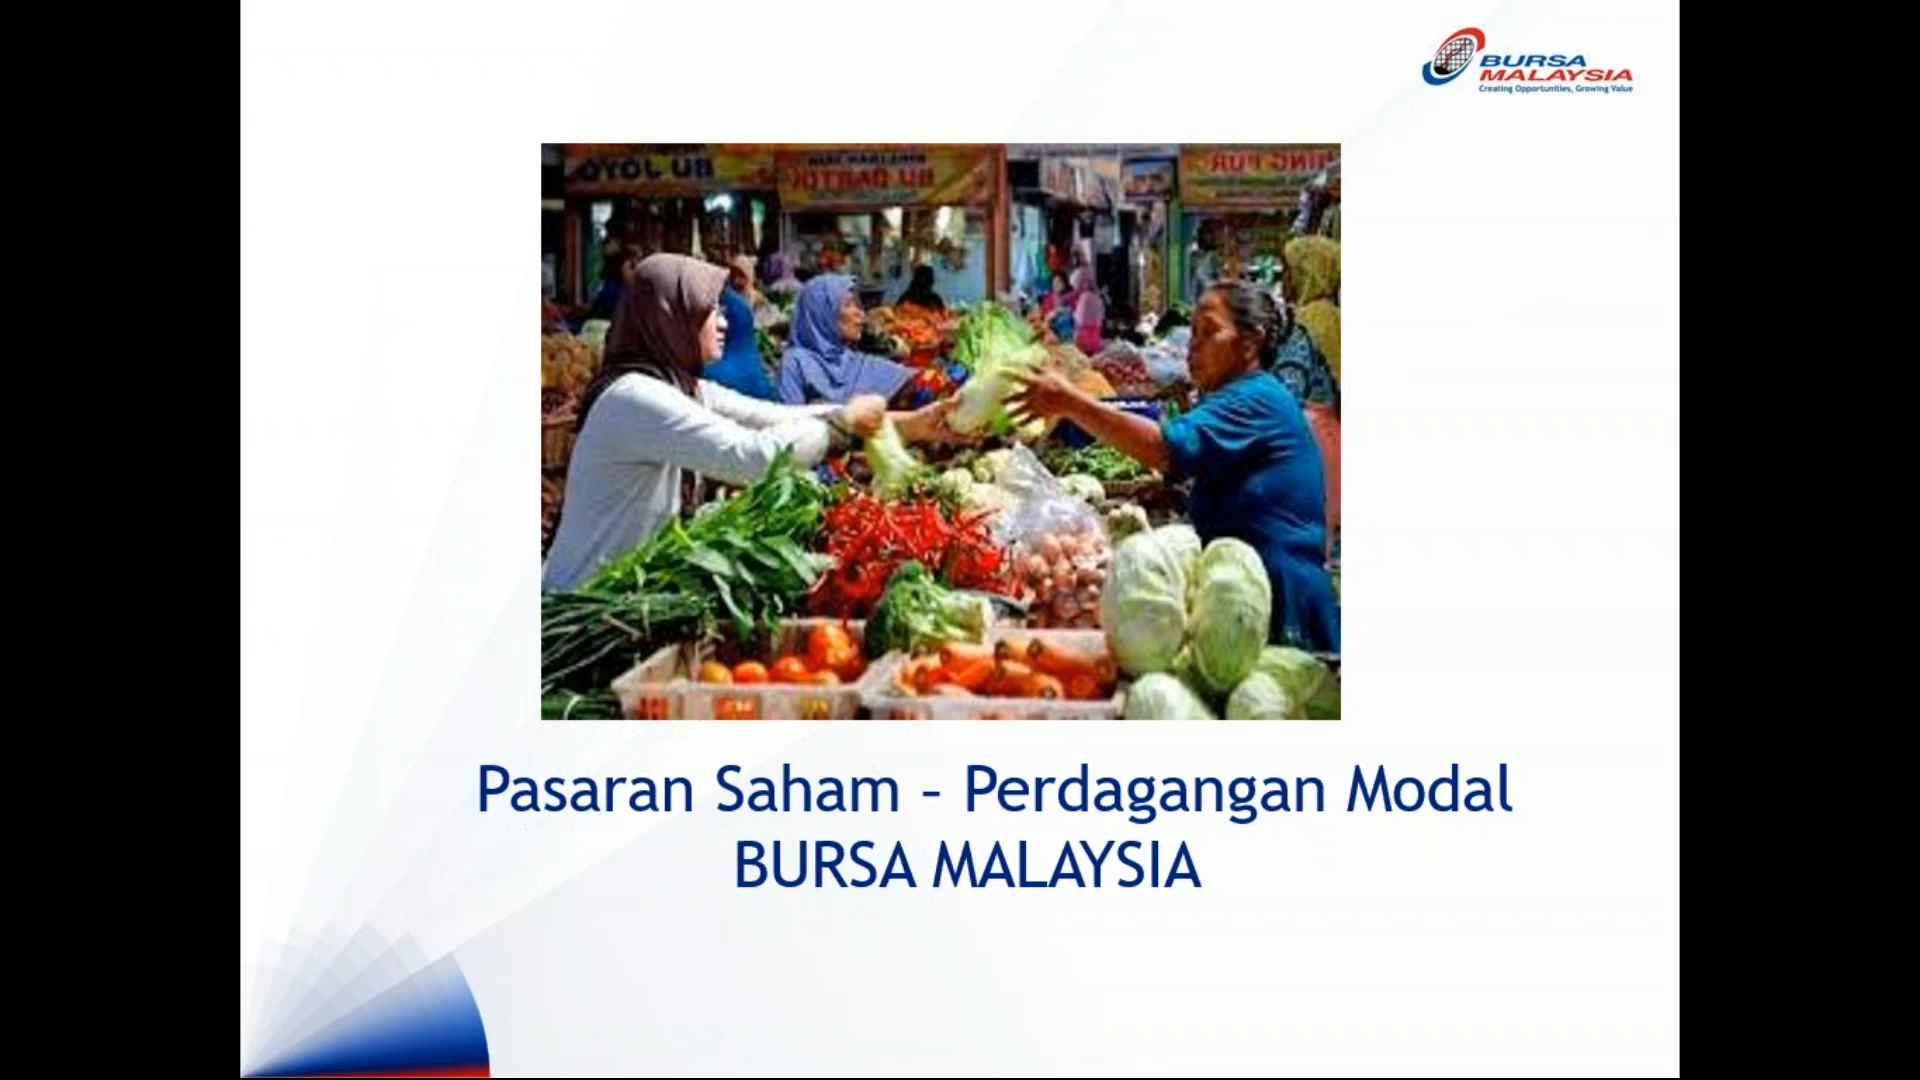 BURSA
MALAYSIA
Creating Opportunities, Growing Value
Pasaran Saham - Perdagangan Modal
BURSA MALAYSIA